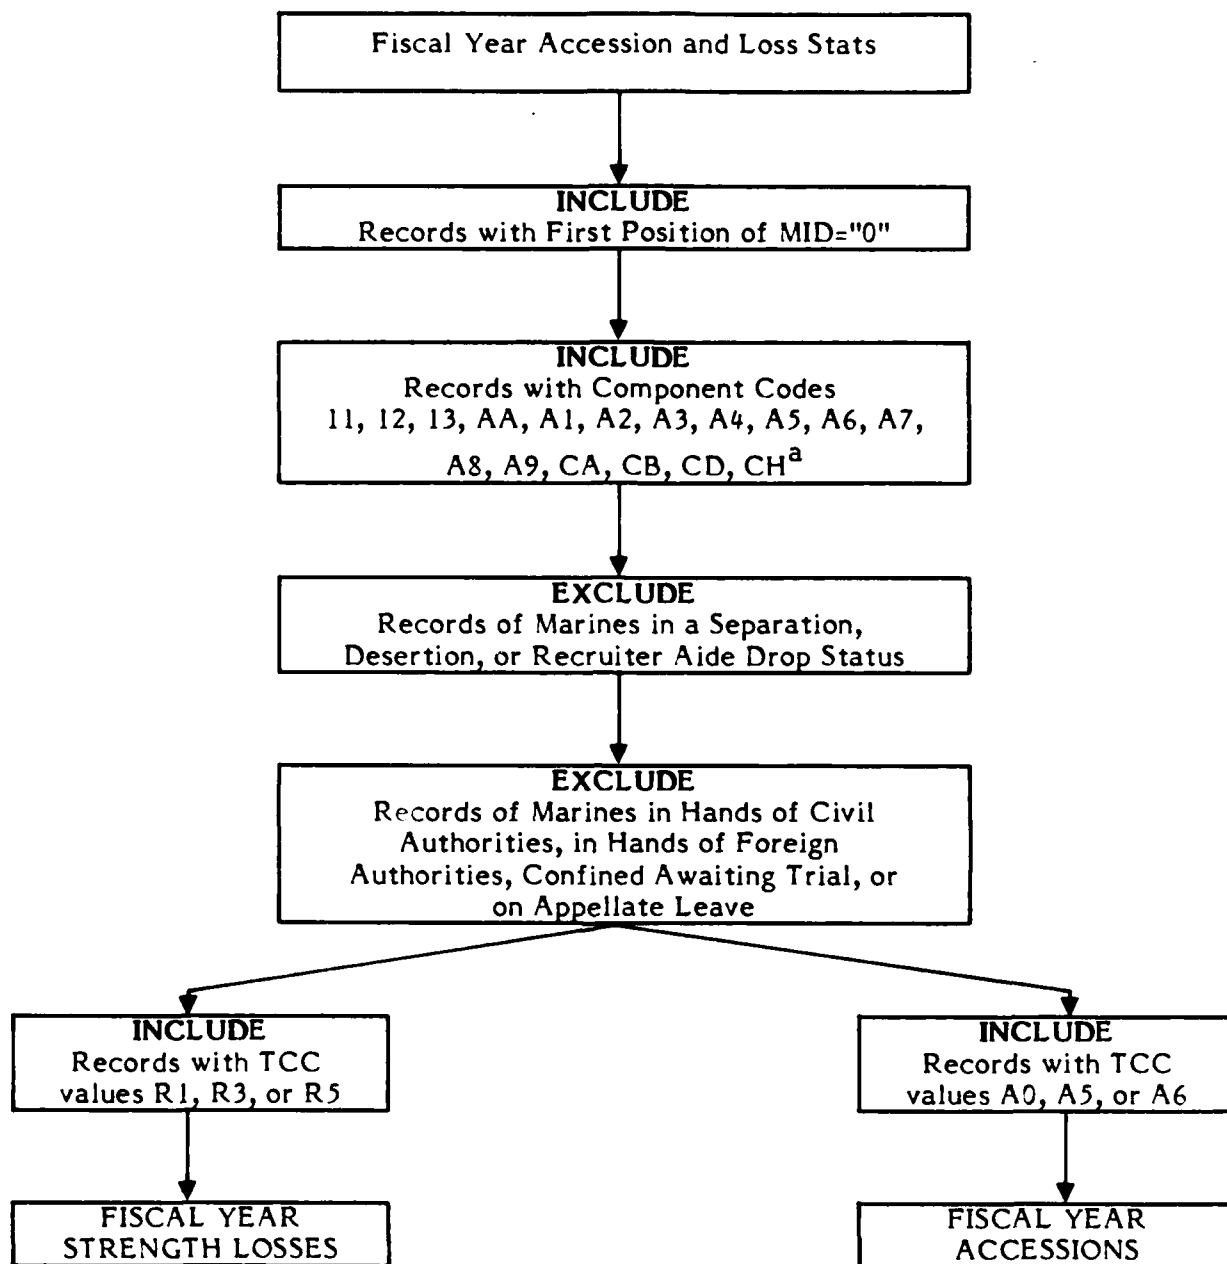 Fiscal Year Accession and Loss Stats
INCLUDE
Records with First Position of MID="0"
INCLUDE
Records with Component Codes
11, 12, 13, AA, A1, A2, A3, A4, A5, A6, A7,
A8, A9, CA, CB, CD, CHᵃ
EXCLUDE
Records of Marines in a Separation,
Desertion, or Recruiter Aide Drop Status
EXCLUDE
Records of Marines in Hands of Civil
Authorities, in Hands of Foreign
Authorities, Confined Awaiting Trial, or
on Appellate Leave
INCLUDE
Records with TCC
values R1, R3, or R5
FISCAL YEAR
STRENGTH LOSSES
INCLUDE
Records with TCC
values A0, A5, or A6
FISCAL YEAR
ACCESSIONS